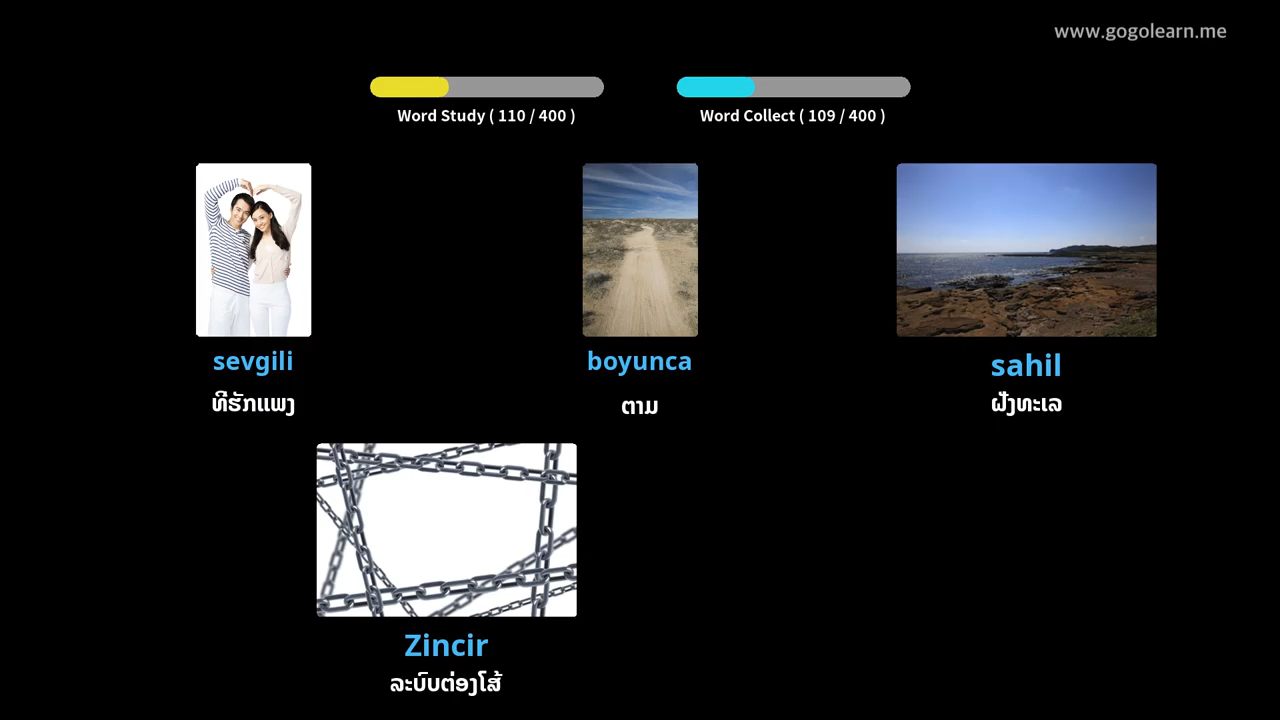 www.gogolearn.me
Word Study ( 110 / 400 )
Word Collect ( 109 / 400 )
sevgili
ທີຮັກແພງ
boyunca
ຕາມ
sahil
ຝັ່ງທະເລ
Zincir
ລະບົບຕ່ອງໂສ້